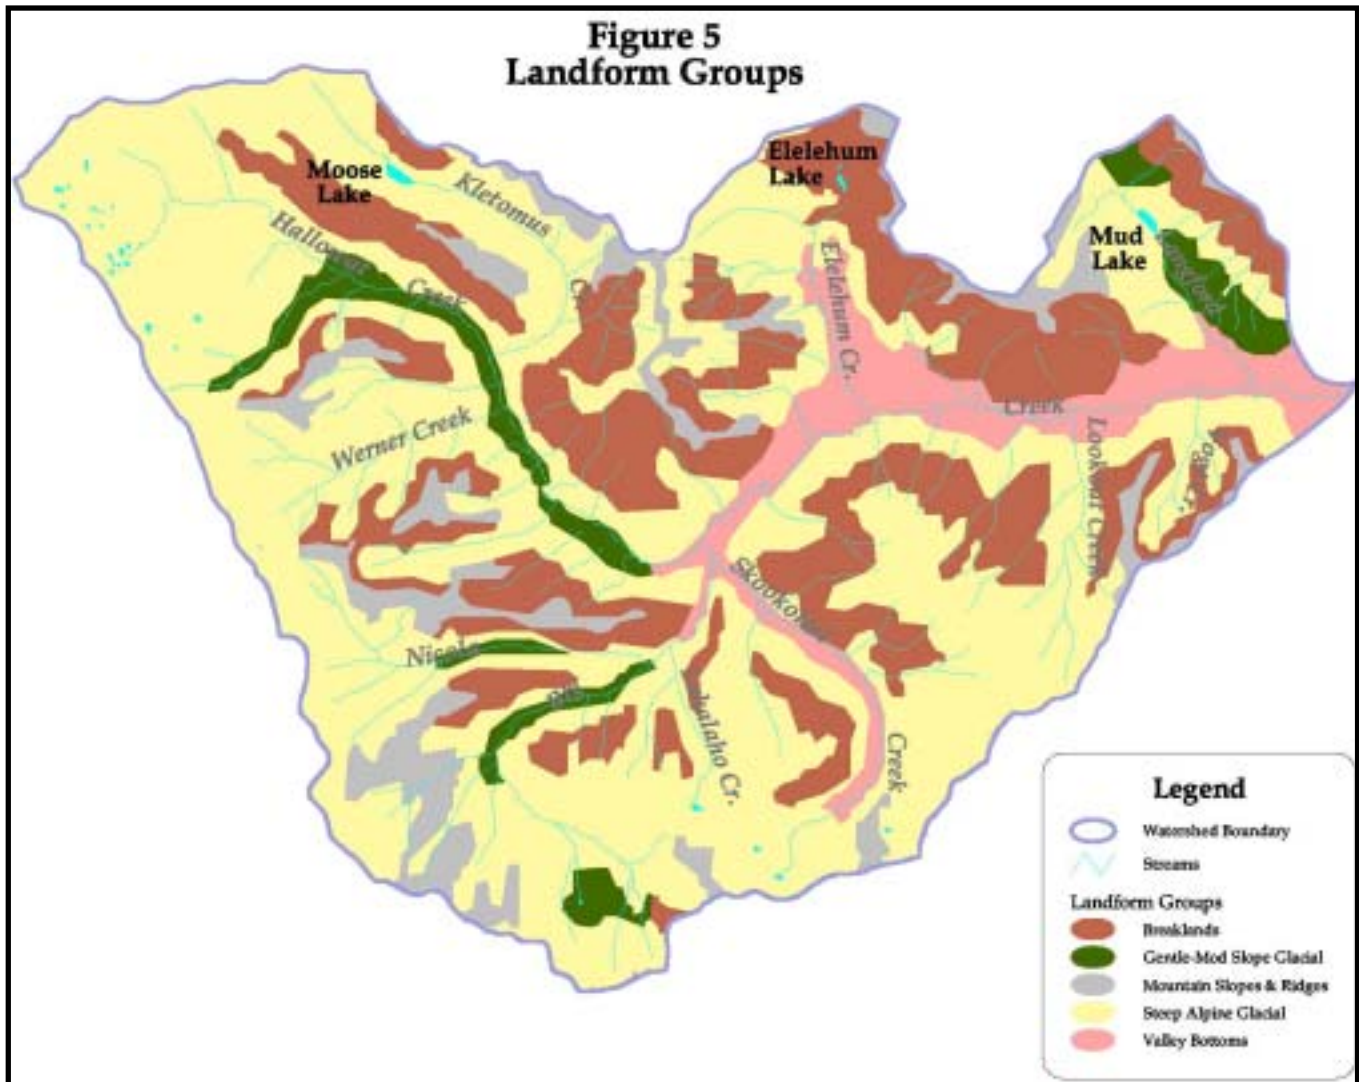 Figure 5
Landform Groups
Moose
Lake
Kletomus
Cr.
Elelehum
Lake
Mud
Lake
Creek
Elelehum Cr.
Creek
Lookout Creek
Werner Creek
Skookum
Creek
Legend
Watershed Boundary
Streams
Landform Groups
Breaklands
Gentle-Mod Slope Glacial
Mountain Slopes & Ridges
Steep Alpine Glacial
Valley Bottoms